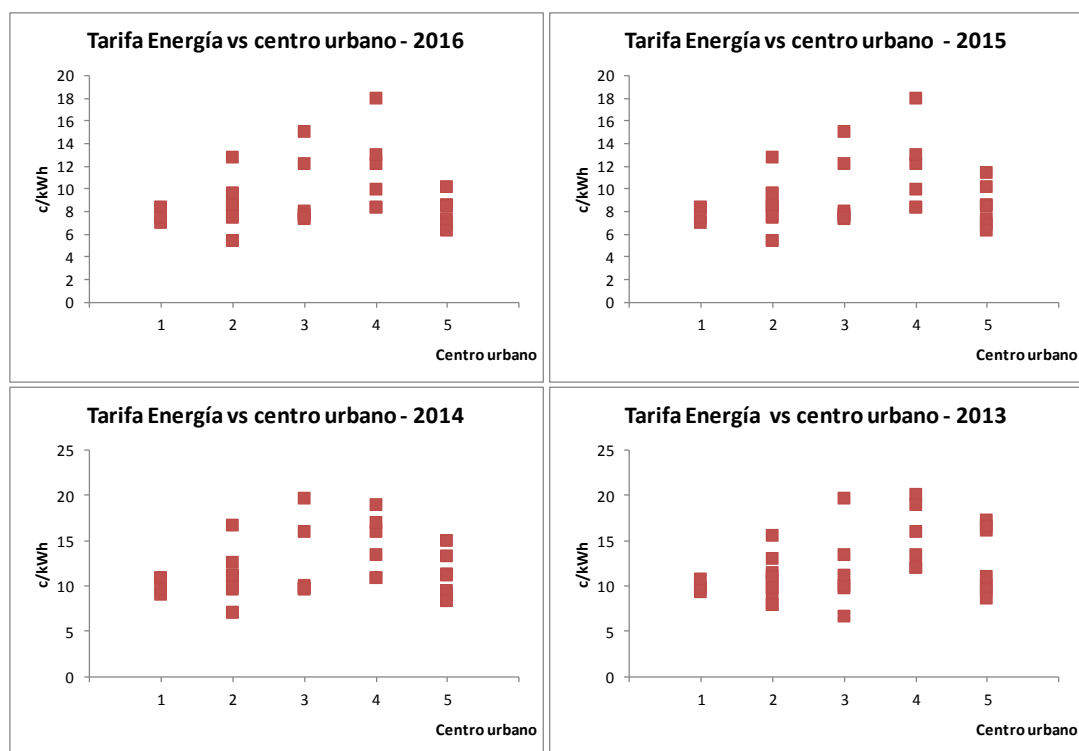 Tarifa Energía vs centro urbano - 2016
c/kWh
20
18
16
14
12
10
8
6
4
2
0
1 2 3 4 5
Centro urbano
Tarifa Energía vs centro urbano - 2015
c/kWh
20
18
16
14
12
10
8
6
4
2
0
1 2 3 4 5
Centro urbano
Tarifa Energía vs centro urbano - 2014
c/kWh
25
20
15
10
5
0
1 2 3 4 5
Centro urbano
Tarifa Energía vs centro urbano - 2013
c/kWh
25
20
15
10
5
0
1 2 3 4 5
Centro urbano